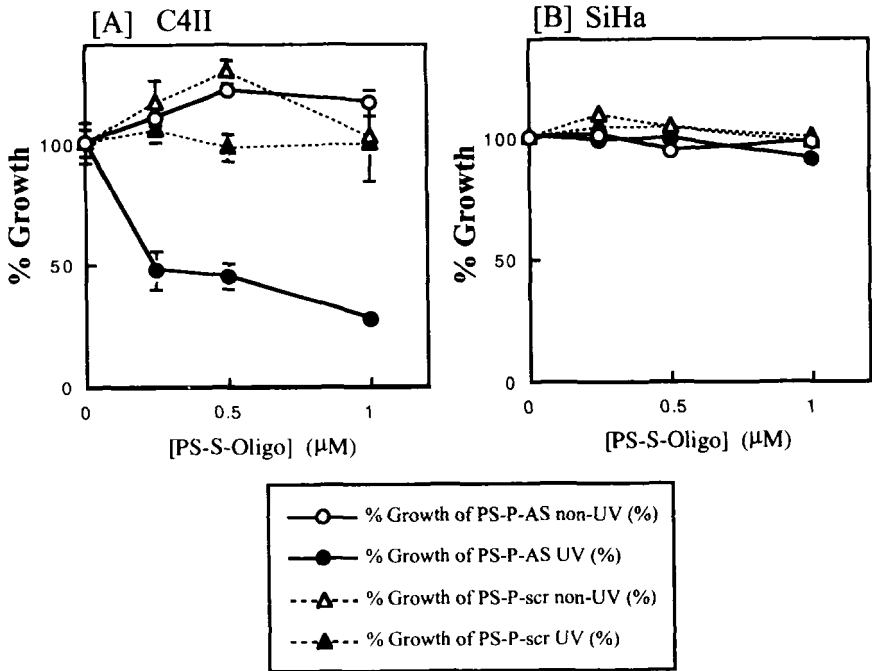 [A] C4II
[B] SiHa
% Growth
100
50
0
0
0.5
1
[PS-S-Oligo] (μM)
% Growth
100
50
0
0
0.5
1
[PS-S-Oligo] (μM)
% Growth of PS-P-AS non-UV (%)
% Growth of PS-P-AS UV (%)
% Growth of PS-P-scr non-UV (%)
% Growth of PS-P-scr UV (%)